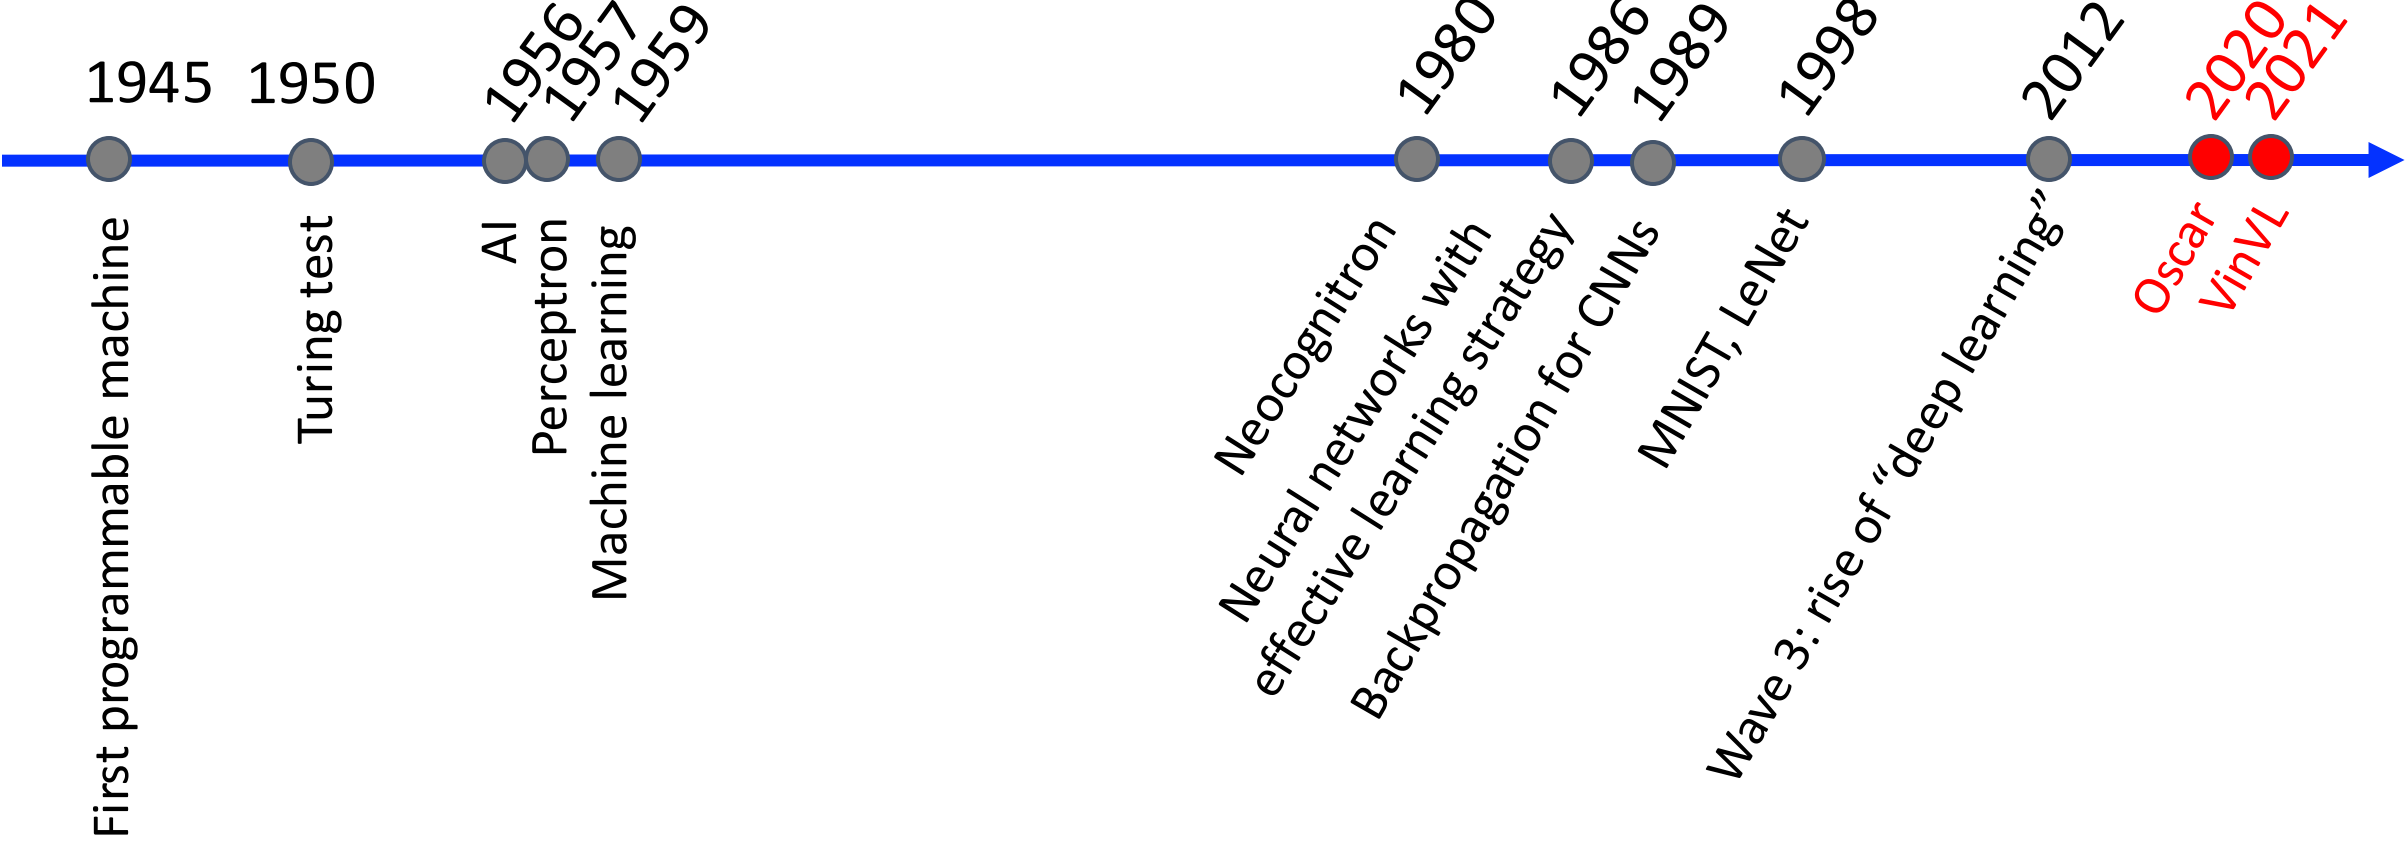 1945
1950
1956
1957
1959
1980
1986
1989
1998
2012
2020
2021
First programmable machine
Turing test
AI
Perceptron
Machine learning
Neocognitron
Neural networks with
effective learning strategy
Backpropagation for CNNs
MNIST, LeNet
Wave 3: rise of “deep learning”
Oscar
VinVL